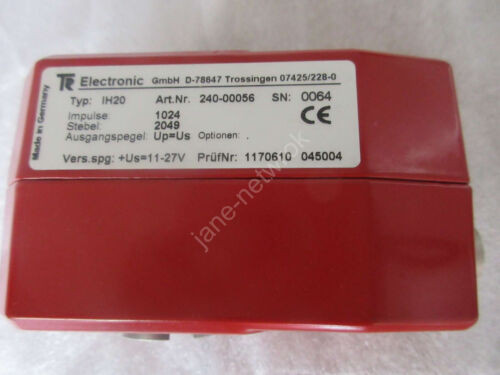 TR Electronic GmbH D-78647 Trossingen 07425/228-0
Made in Germany
Typ: IH20 Art.Nr. 240-00056 SN: 0064
Impulse: 1024
Stebel: 2049
Ausgangspegel: Up=Us Optionen: .
CE
Vers.spg: +Us=11-27V PrüfNr: 1170610 045004
jane-network